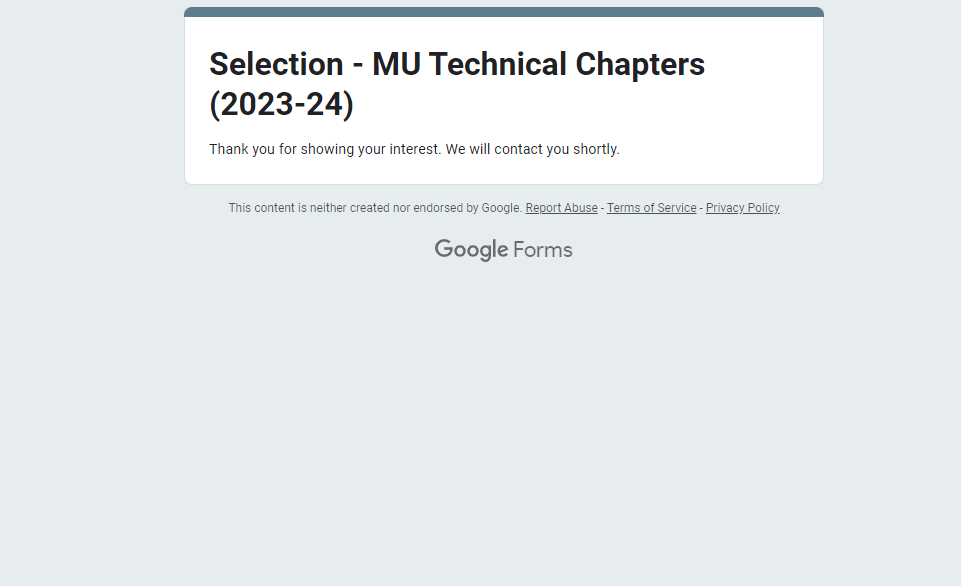 Selection - MU Technical Chapters
(2023-24)
Thank you for showing your interest. We will contact you shortly.
This content is neither created nor endorsed by Google. Report Abuse - Terms of Service - Privacy Policy
Google Forms